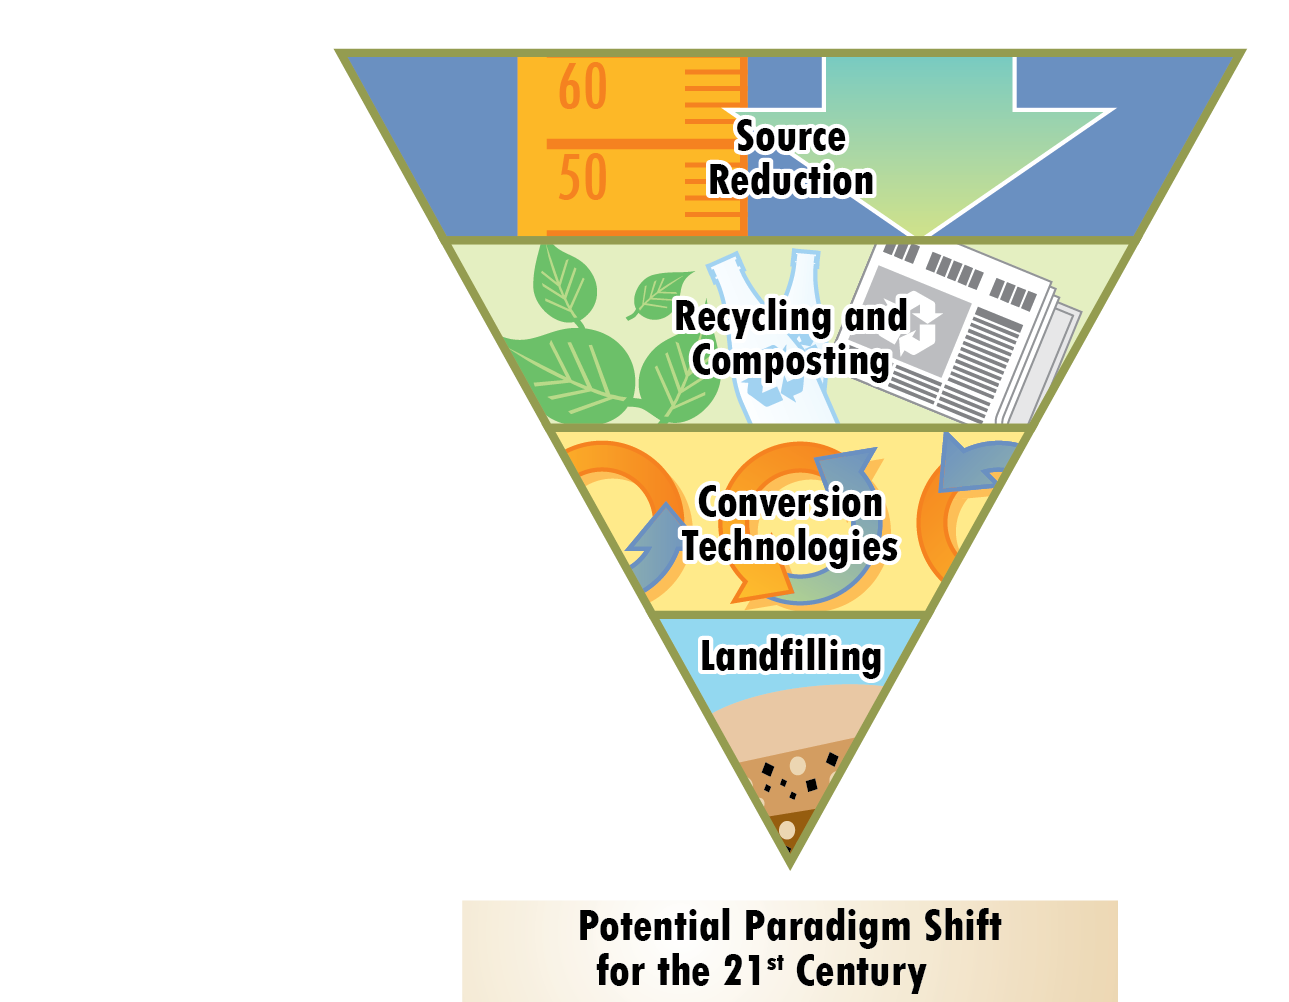 60
50
Source
Reduction
Recycling and
Composting
Conversion
Technologies
Landfilling
Potential Paradigm Shift
for the 21st Century